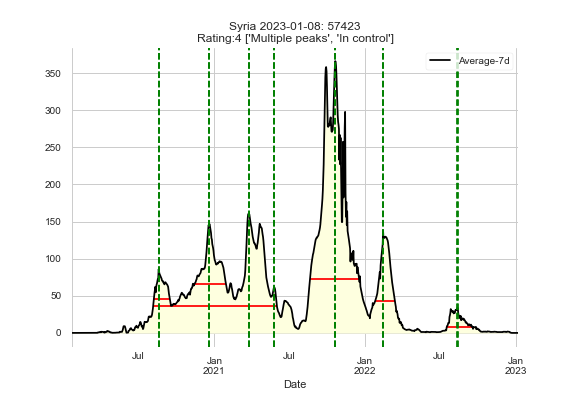 Syria 2023-01-08: 57423
Rating:4 ['Multiple peaks', 'In control']
Average-7d
350
300
250
200
150
100
50
0
Jul
Jan
2021
Jul
Jan
2022
Jul
Jan
2023
Date